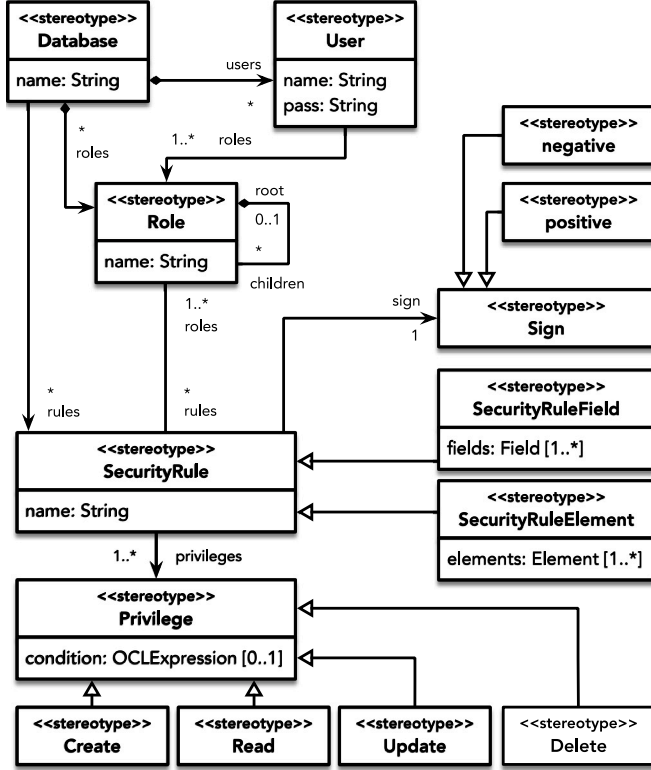 <<stereotype>>
Database
name: String
<<stereotype>>
User
name: String
pass: String
users
*
*
roles
1..*
roles
<<stereotype>>
negative
<<stereotype>>
positive
<<stereotype>>
Role
name: String
root
0..1
*
children
1..*
roles
sign
1
<<stereotype>>
Sign
*
rules
*
rules
<<stereotype>>
SecurityRuleField
fields: Field [1..*]
<<stereotype>>
SecurityRule
name: String
<<stereotype>>
SecurityRuleElement
elements: Element [1..*]
1..*
privileges
<<stereotype>>
Privilege
condition: OCLExpression [0..1]
<<stereotype>>
Create
<<stereotype>>
Read
<<stereotype>>
Update
<<stereotype>>
Delete